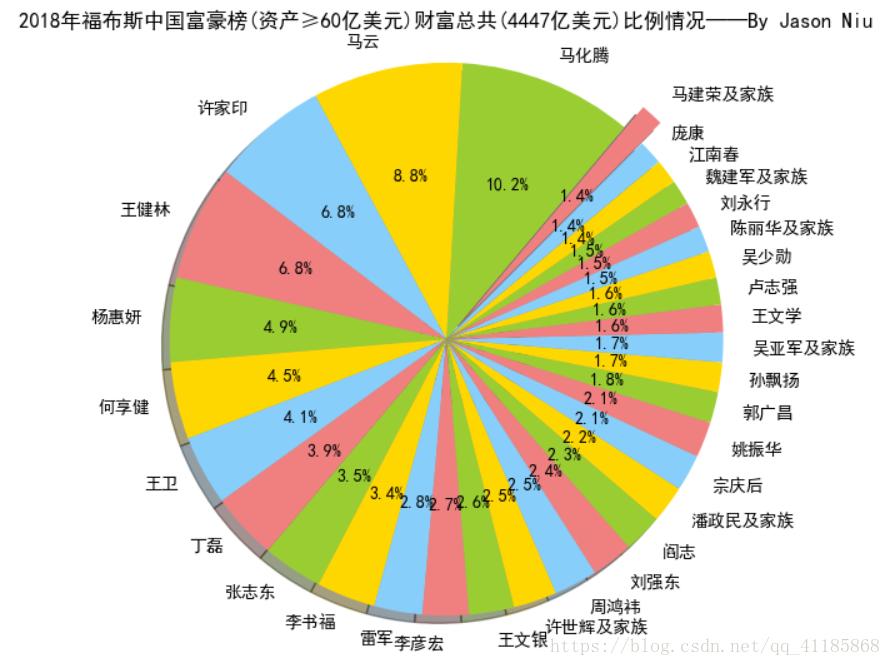 2018年福布斯中国富豪榜(资产≥60亿美元)财富总共(4447亿美元)比例情况——By Jason Niu
马云
马化腾
马建荣及家族
许家印
庞康
江南春
魏建军及家族
刘永行
陈丽华及家族
吴少勋
卢志强
王文学
吴亚军及家族
孙飘扬
郭广昌
姚振华
宗庆后
潘政民及家族
阎志
刘强东
周鸿祎
许世辉及家族
王文银
李彦宏
雷军
李书福
张志东
丁磊
王卫
何享健
杨惠妍
王健林
8.8%
10.2%
1.4%
1.4%
1.4%
1.5%
1.5%
1.5%
1.6%
1.6%
1.6%
1.7%
1.7%
1.8%
2.1%
2.1%
2.2%
2.3%
2.4%
2.5%
2.5%
2.6%
2.7%
2.8%
3.4%
3.5%
3.9%
4.1%
4.5%
4.9%
6.8%
6.8%
https://blog.csdn.net/qq_41185868